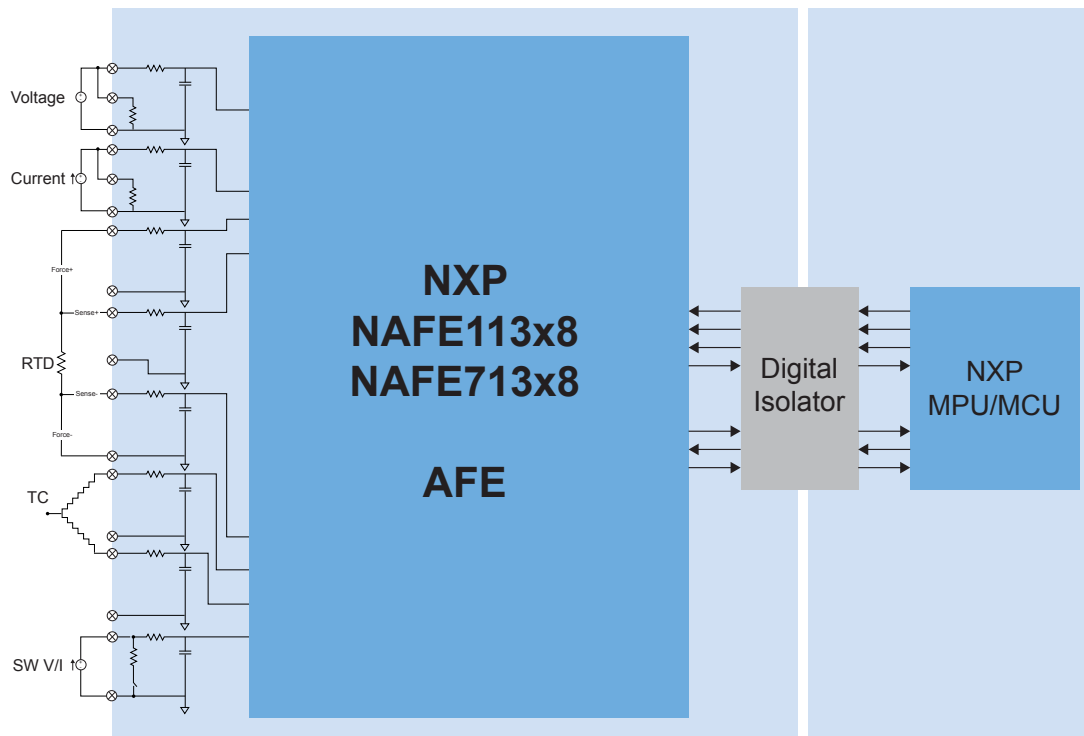 Voltage
Current
Force+
Sense+
RTD
Sense-
Force-
TC
SW V/I
NXP
NAFE113x8
NAFE713x8
AFE
Digital
Isolator
NXP
MPU/MCU